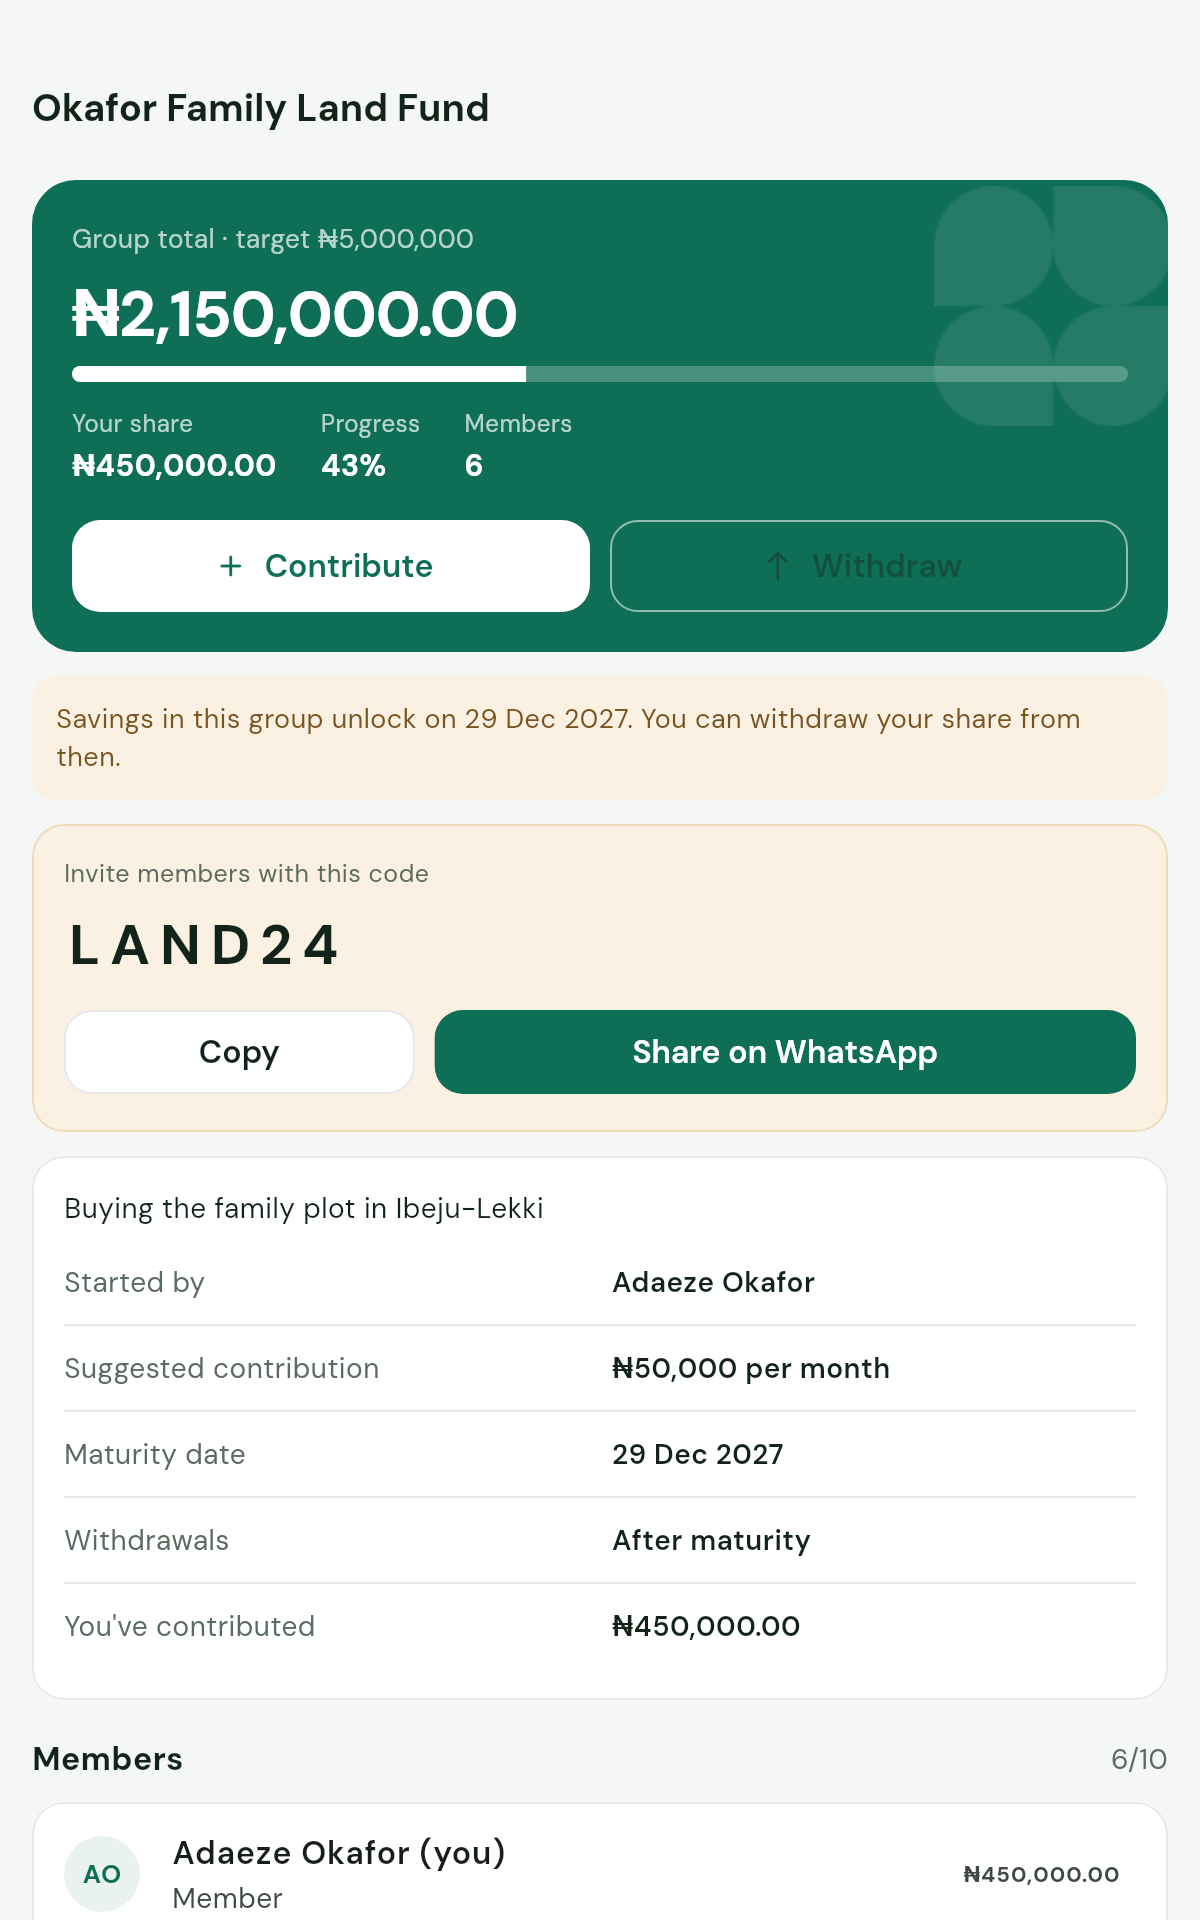 Okafor Family Land Fund
Group total · target ₦5,000,000
₦2,150,000.00
Your share Progress Members
₦450,000.00 43% 6
+ Contribute ↑ Withdraw
Savings in this group unlock on 29 Dec 2027. You can withdraw your share from
then.
Invite members with this code
LAND24
Copy Share on WhatsApp
Buying the family plot in Ibeju-Lekki
Started by Adaeze Okafor
Suggested contribution ₦50,000 per month
Maturity date 29 Dec 2027
Withdrawals After maturity
You've contributed ₦450,000.00
Members 6/10
AO Adaeze Okafor (you) ₦450,000.00
Member